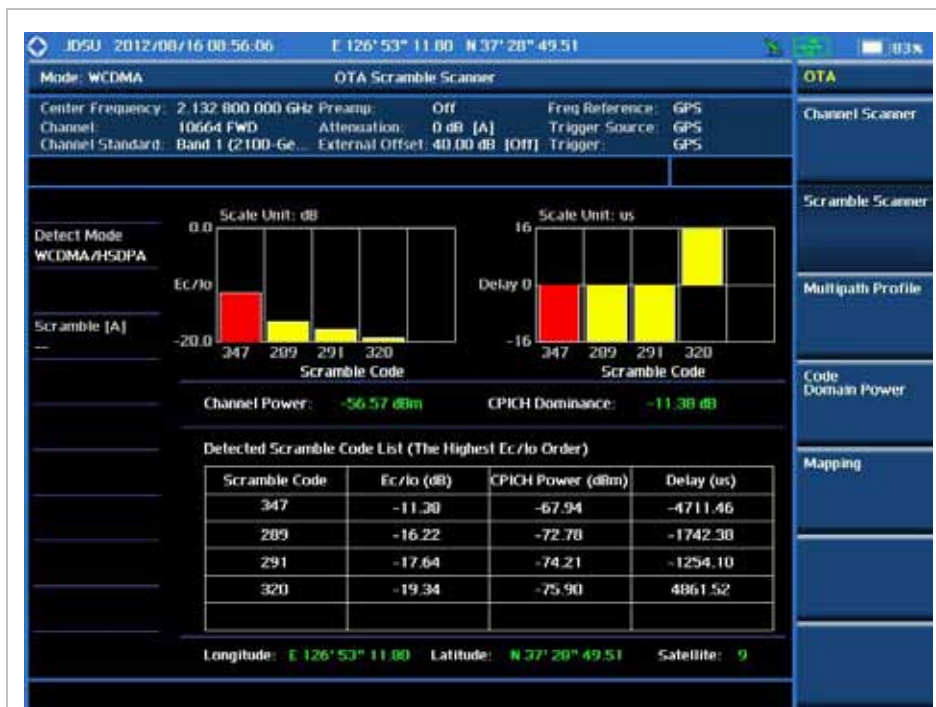 JDSU 2012/08/16 08:56:06 E 126°53" 11.80 N 37°28" 49.51 83%
Mode: WCDMA OTA Scramble Scanner
OTA
Center Frequency: 2.132 800 000 GHz Preamp: Off Freq Reference: GPS
Channel: 10664 FWD Attenuation: 0 dB [A] Trigger Source: GPS
Channel Standard: Band 1 (2100-Ge... External Offset: 40.00 dB [Off] Trigger: GPS
Channel Scanner
Scramble Scanner
Multipath Profile
Code
Domain Power
Mapping
Detect Mode
WCDMA/HSDPA
Scramble [A]
--
Scale Unit: dB
0.0
Ec/Io
-20.0
347 289 291 320
Scramble Code
Scale Unit: us
16
Delay 0
-16
347 289 291 320
Scramble Code
Channel Power: -56.57 dBm CPICH Dominance: -11.38 dB
Detected Scramble Code List (The Highest Ec/Io Order)
Scramble Code Ec/Io (dB) CPICH Power (dBm) Delay (us)
347 -11.38 -67.94 -4711.46
289 -16.22 -72.78 -1742.38
291 -17.64 -74.21 -1254.10
320 -19.34 -75.90 4861.52
Longitude: E 126°53" 11.80 Latitude: N 37°28" 49.51 Satellite: 9